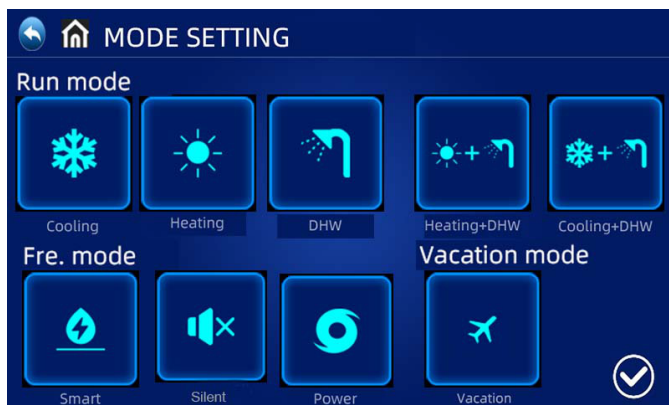 MODE SETTING
Run mode
Cooling Heating DHW Heating+DHW Cooling+DHW
Fre. mode Vacation mode
Smart Silent Power Vacation